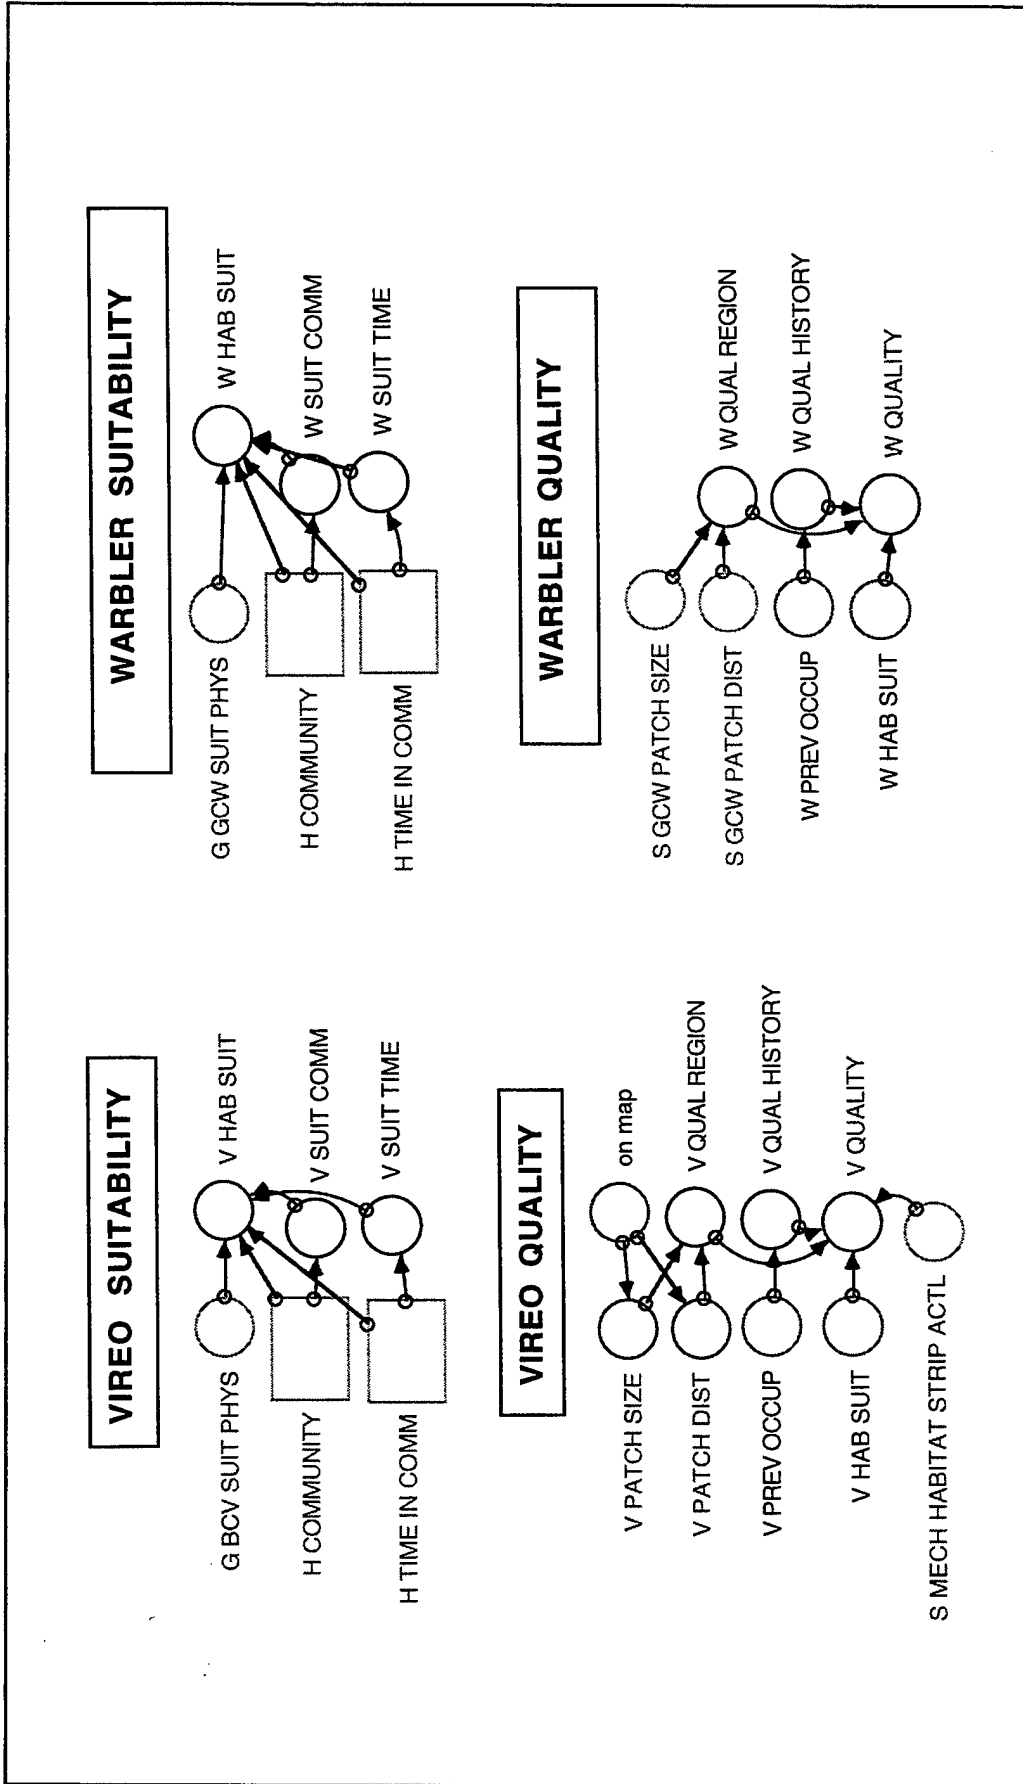 VIREO SUITABILITY
G BCV SUIT PHYS
V HAB SUIT
H COMMUNITY
V SUIT COMM
H TIME IN COMM
V SUIT TIME
WARBLER SUITABILITY
G GCW SUIT PHYS
W HAB SUIT
H COMMUNITY
W SUIT COMM
H TIME IN COMM
W SUIT TIME
VIREO QUALITY
on map
V PATCH SIZE
V QUAL REGION
V PATCH DIST
V QUAL HISTORY
V PREV OCCUP
V QUALITY
V HAB SUIT
S MECH HABITAT STRIP ACTL
WARBLER QUALITY
S GCW PATCH SIZE
W QUAL REGION
S GCW PATCH DIST
W QUAL HISTORY
W PREV OCCUP
W QUALITY
W HAB SUIT